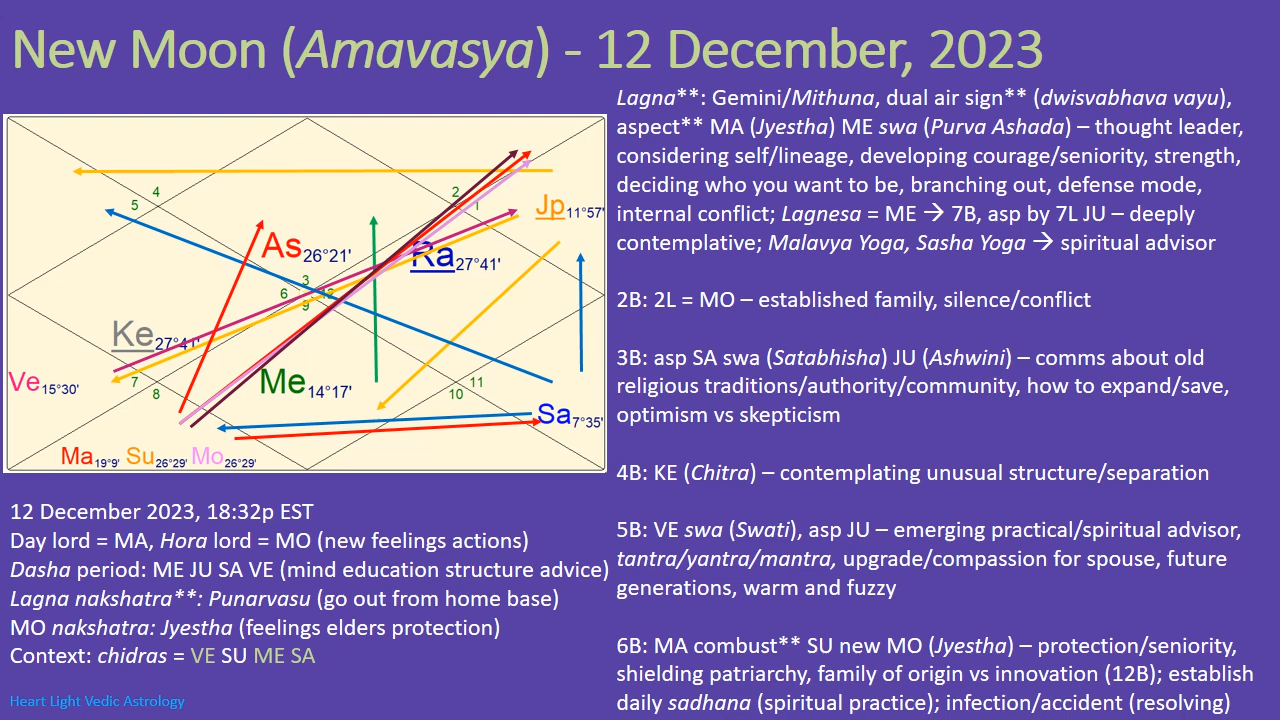 New Moon (Amavasya) - 12 December, 2023
4
5
2
1
Jp11°57'
As26°21'
Ra27°41'
3
6
12
9
Ke27°41'
Ve15°30'
7
8
Me14°17'
11
10
Sa7°35'
Ma19°9' Su26°29' Mo26°29'
12 December 2023, 18:32p EST
Day lord = MA, Hora lord = MO (new feelings actions)
Dasha period: ME JU SA VE (mind education structure advice)
Lagna nakshatra**: Punarvasu (go out from home base)
MO nakshatra: Jyestha (feelings elders protection)
Context: chidras = VE SU ME SA
Heart Light Vedic Astrology
Lagna**: Gemini/Mithuna, dual air sign** (dwisvabhava vayu),
aspect** MA (Jyestha) ME swa (Purva Ashada) – thought leader,
considering self/lineage, developing courage/seniority, strength,
deciding who you want to be, branching out, defense mode,
internal conflict; Lagnesa = ME → 7B, asp by 7L JU – deeply
contemplative; Malavya Yoga, Sasha Yoga → spiritual advisor
2B: 2L = MO – established family, silence/conflict
3B: asp SA swa (Satabhisha) JU (Ashwini) – comms about old
religious traditions/authority/community, how to expand/save,
optimism vs skepticism
4B: KE (Chitra) – contemplating unusual structure/separation
5B: VE swa (Swati), asp JU – emerging practical/spiritual advisor,
tantra/yantra/mantra, upgrade/compassion for spouse, future
generations, warm and fuzzy
6B: MA combust** SU new MO (Jyestha) – protection/seniority,
shielding patriarchy, family of origin vs innovation (12B); establish
daily sadhana (spiritual practice); infection/accident (resolving)